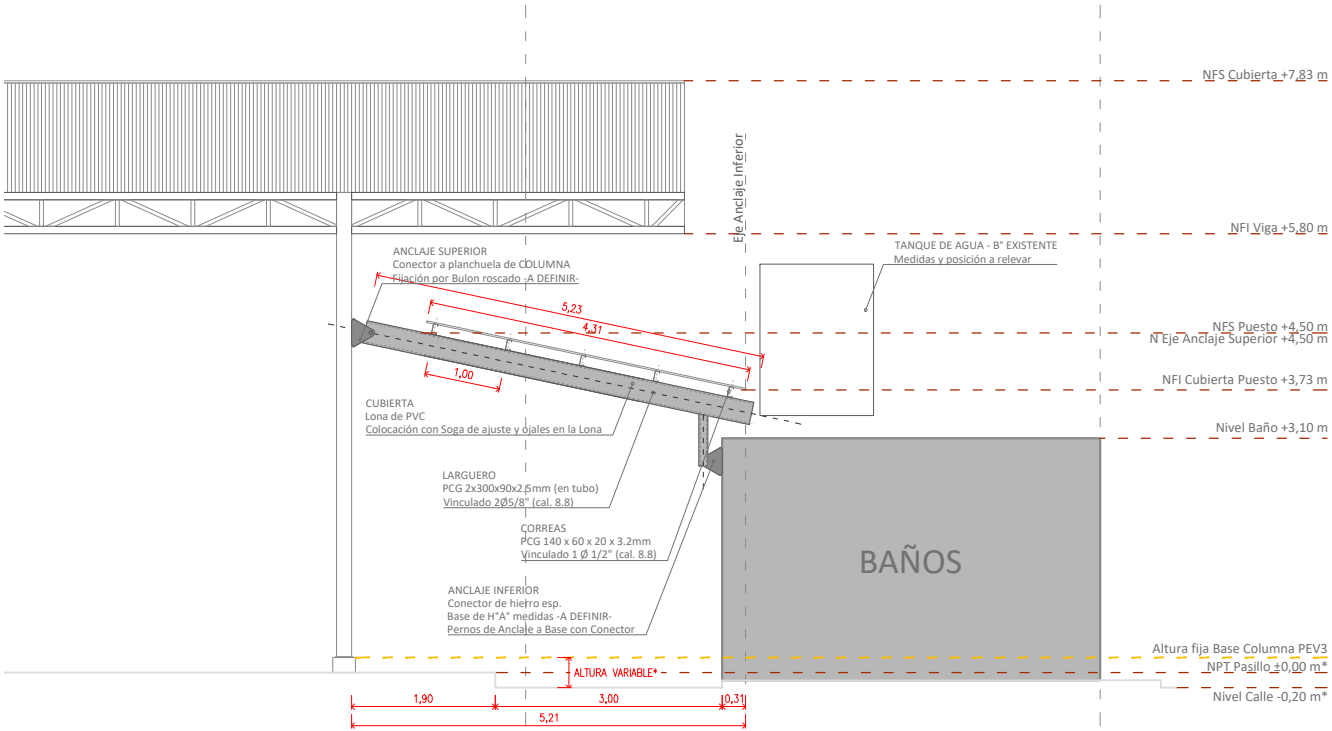 NFS Cubierta +7,83 m
Eje Anclaje Inferior
NFI Viga +5,80 m
ANCLAJE SUPERIOR
Conector a planchuela de COLUMNA
Fijación por Bulon roscado -A DEFINIR-
TANQUE DE AGUA - B° EXISTENTE
Medidas y posición a relevar
5,23
4,31
1,00
NFS Puesto +4,50 m
N Eje Anclaje Superior +4,50 m
NFI Cubierta Puesto +3,73 m
CUBIERTA
Lona de PVC
Colocación con Soga de ajuste y ojales en la Lona
Nivel Baño +3,10 m
LARGUERO
PCG 2x300x90x2,5mm (en tubo)
Vinculado 2Ø5/8" (cal. 8.8)
CORREAS
PCG 140 x 60 x 20 x 3.2mm
Vinculado 1 Ø 1/2" (cal. 8.8)
BAÑOS
ANCLAJE INFERIOR
Conector de hierro esp.
Base de H°A° medidas -A DEFINIR-
Pernos de Anclaje a Base con Conector
Altura fija Base Columna PEV3
ALTURA VARIABLE*
NPT Pasillo ±0,00 m*
Nivel Calle -0,20 m*
1,90
3,00
0,31
5,21